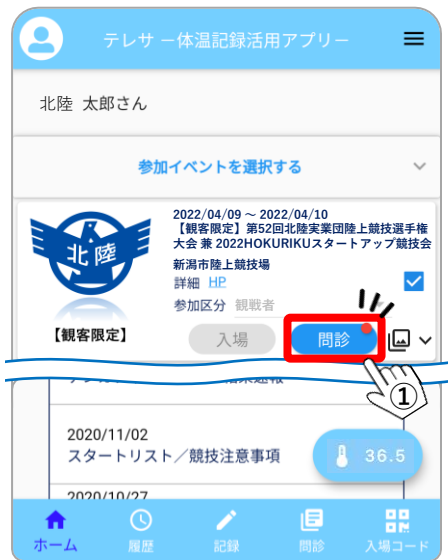 テレサ －体温記録活用アプリ－
北陸 太郎さん
参加イベントを選択する
北陸
【観客限定】
2022/04/09 ～ 2022/04/10
【観客限定】第52回北陸実業団陸上競技選手権
大会 兼 2022HOKURIKUスタートアップ競技会
新潟市陸上競技場
詳細 HP
参加区分 観戦者
入場
問診
①
2020/11/02
スタートリスト／競技注意事項
36.5
2020/10/27
ホーム
履歴
記録
問診
入場コード